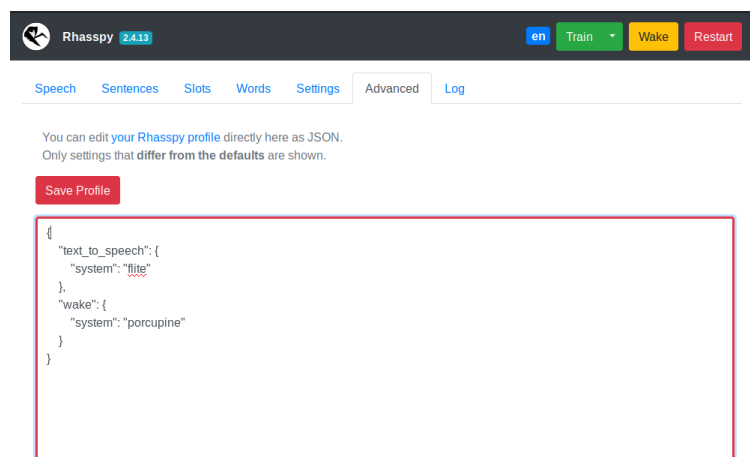 Rhasspy 2.4.13 en Train Wake Restart
Speech Sentences Slots Words Settings Advanced Log
You can edit your Rhasspy profile directly here as JSON.
Only settings that differ from the defaults are shown.
Save Profile
{
"text_to_speech": {
"system": "flite"
},
"wake": {
"system": "porcupine"
}
}